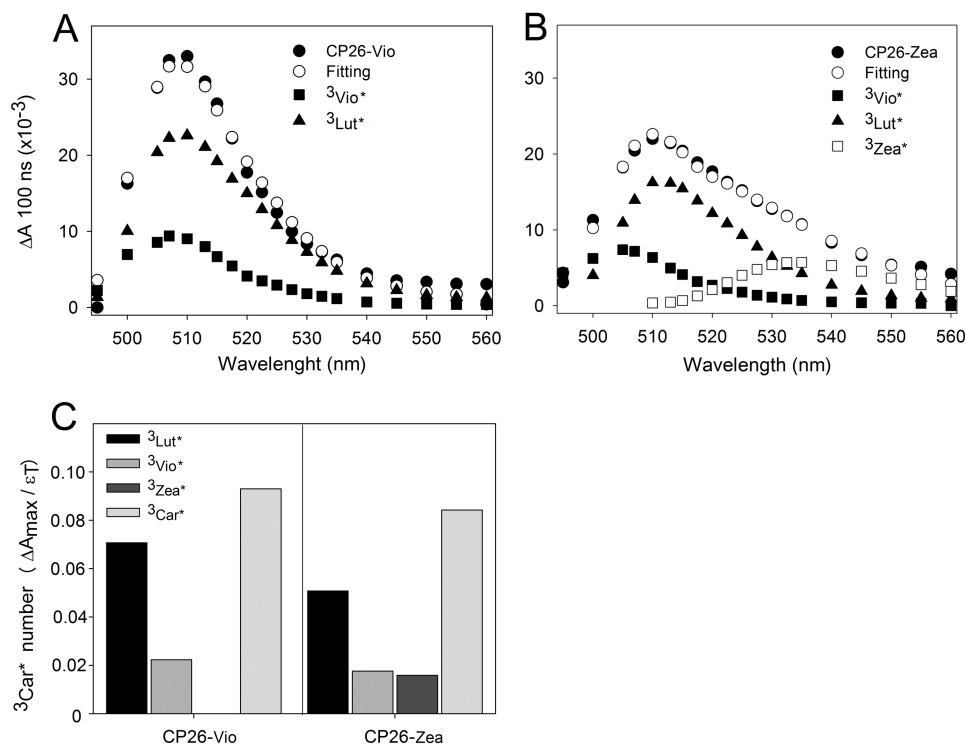 A
CP26-Vio
Fitting
³Vio*
³Lut*
30
20
10
0
ΔA 100 ns (x10⁻³)
500 510 520 530 540 550 560
Wavelenght (nm)
B
CP26-Zea
Fitting
³Vio*
³Lut*
³Zea*
30
20
10
0
500 510 520 530 540 550 560
Wavelength (nm)
C
³Lut*
³Vio*
³Zea*
³Car*
0.10
0.08
0.06
0.04
0.02
0
³Car* number (ΔAmax / εT)
CP26-Vio CP26-Zea